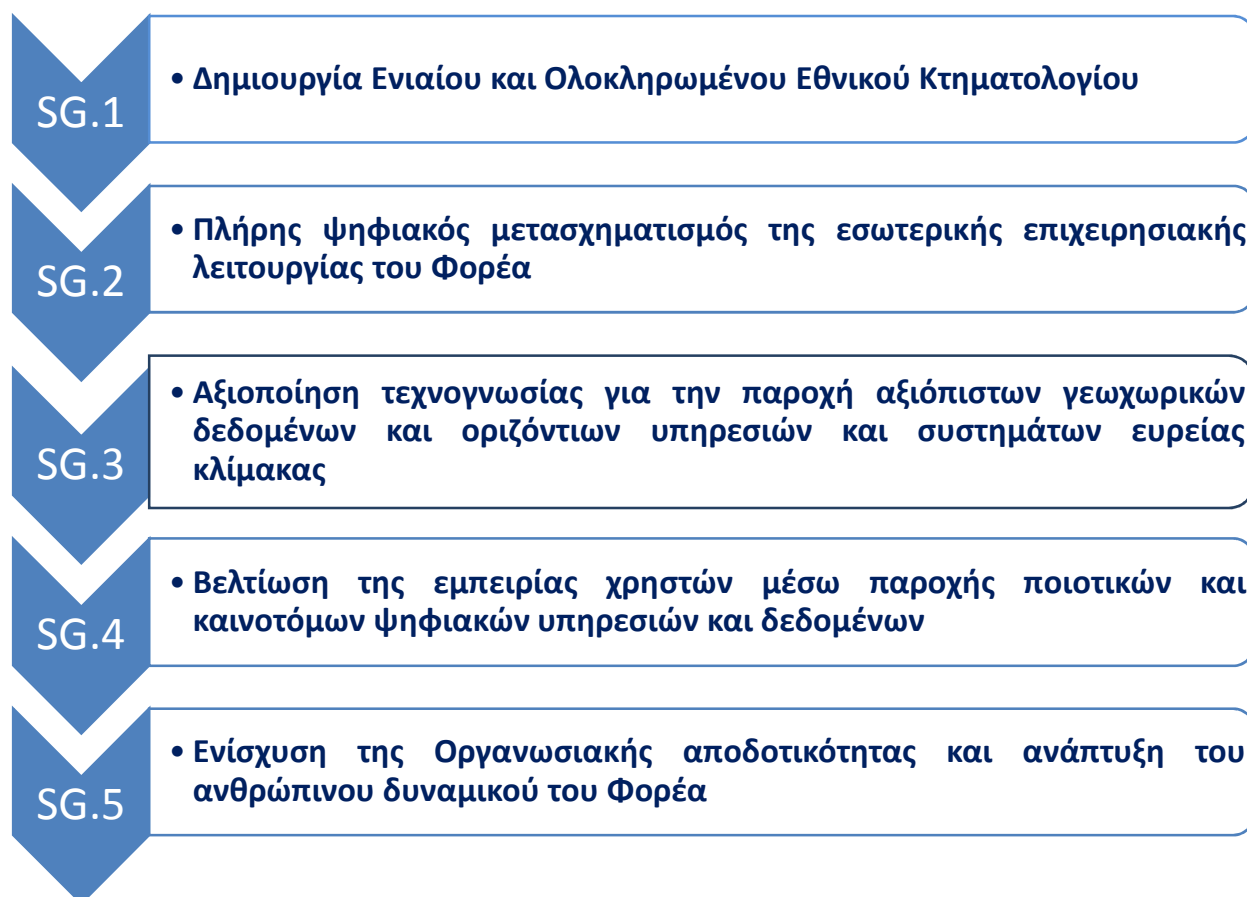 SG.1
• Δημιουργία Ενιαίου και Ολοκληρωμένου Εθνικού Κτηματολογίου
SG.2
• Πλήρης ψηφιακός μετασχηματισμός της εσωτερικής επιχειρησιακής
λειτουργίας του Φορέα
SG.3
• Αξιοποίηση τεχνογνωσίας για την παροχή αξιόπιστων γεωχωρικών
δεδομένων και οριζόντιων υπηρεσιών και συστημάτων ευρείας
κλίμακας
SG.4
• Βελτίωση της εμπειρίας χρηστών μέσω παροχής ποιοτικών και
καινοτόμων ψηφιακών υπηρεσιών και δεδομένων
SG.5
• Ενίσχυση της Οργανωσιακής αποδοτικότητας και ανάπτυξη του
ανθρώπινου δυναμικού του Φορέα